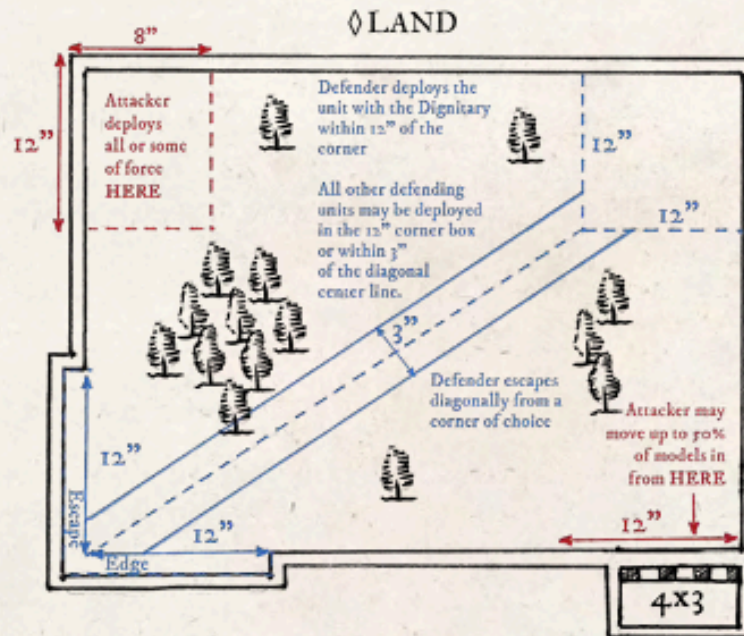 ◊LAND
8"
12"
Attacker
deploys
all or some
of force
HERE
Defender deploys the
unit with the Dignitary
within 12" of the
corner
12"
12"
All other defending
units may be deployed
in the 12" corner box
or within 3"
of the diagonal
center line.
3"
Defender escapes
diagonally from a
corner of choice
Attacker may
move up to 50%
of models in
from HERE
12"
12"
Escape
12"
Edge
4x3